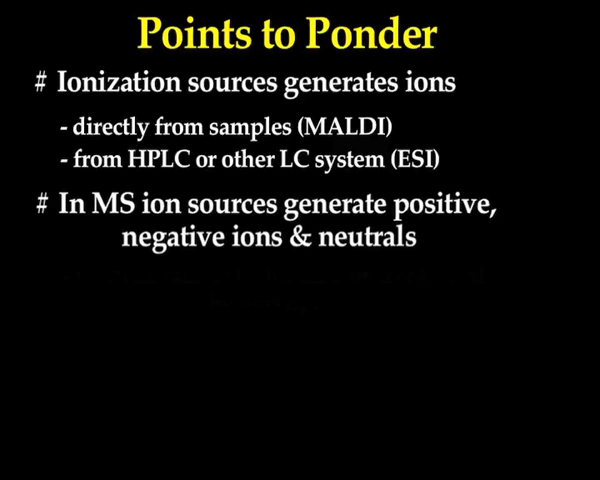 Points to Ponder
# Ionization sources generates ions
- directly from samples (MALDI)
- from HPLC or other LC system (ESI)
# In MS ion sources generate positive,
negative ions & neutrals